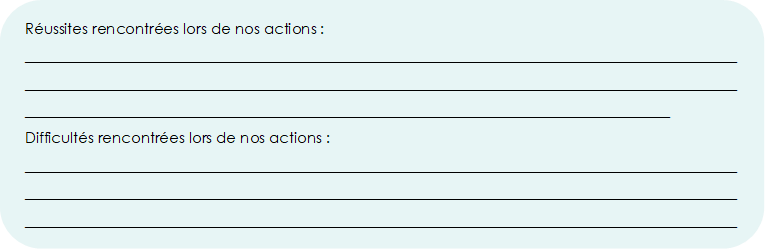 Réussites rencontrées lors de nos actions :
Difficultés rencontrées lors de nos actions :